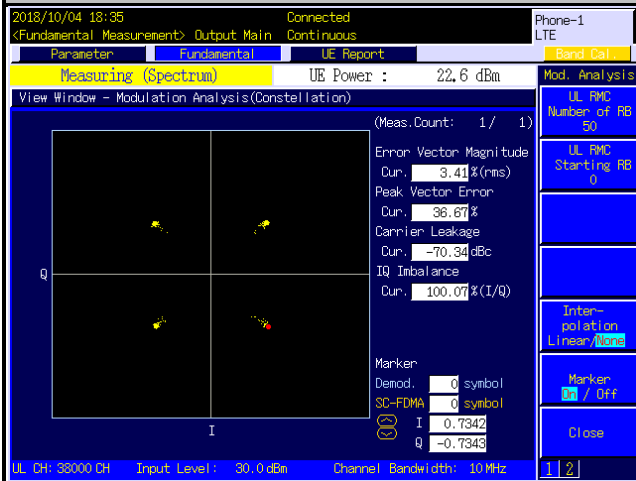 2018/10/04 18:35 Connected Phone-1
<Fundamental Measurement> Output Main Continuous LTE
Parameter Fundamental UE Report Band Cal.
Measuring (Spectrum) UE Power : 22.6 dBm Mod. Analysis
View Window - Modulation Analysis(Constellation)
UL RMC
Number of RB
50
(Meas.Count: 1/ 1)
Error Vector Magnitude
Cur. 3.41 %(rms)
Peak Vector Error
Cur. 36.67 %
Carrier Leakage
Cur. -70.34 dBc
IQ Imbalance
Cur. 100.07 %(I/Q)
UL RMC
Starting RB
0
Q
I
Marker
Demod. 0 symbol
SC-FDMA 0 symbol
I 0.7342
Q -0.7343
Inter-
polation
Linear/None
Marker
On / Off
Close
UL CH: 38000 CH Input Level: 30.0 dBm Channel Bandwidth: 10 MHz 1 2